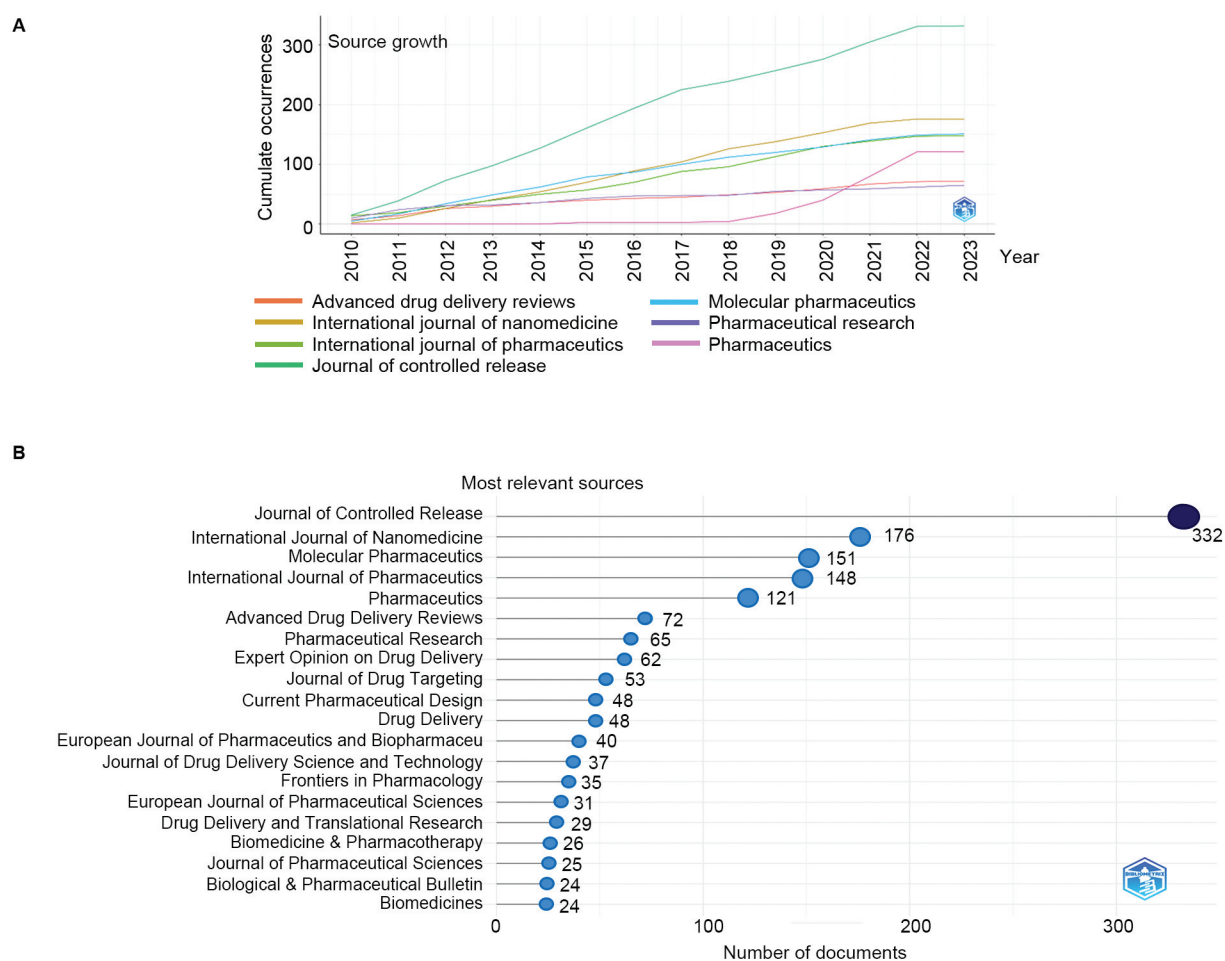 A
Source growth
Cumulate occurrences
300
200
100
0
2010
2011
2012
2013
2014
2015
2016
2017
2018
2019
2020
2021
2022
2023
Year
Advanced drug delivery reviews
International journal of nanomedicine
International journal of pharmaceutics
Journal of controlled release
Molecular pharmaceutics
Pharmaceutical research
Pharmaceutics
B
Most relevant sources
Journal of Controlled Release 332
International Journal of Nanomedicine 176
Molecular Pharmaceutics 151
International Journal of Pharmaceutics 148
Pharmaceutics 121
Advanced Drug Delivery Reviews 72
Pharmaceutical Research 65
Expert Opinion on Drug Delivery 62
Journal of Drug Targeting 53
Current Pharmaceutical Design 48
Drug Delivery 48
European Journal of Pharmaceutics and Biopharmaceu 40
Journal of Drug Delivery Science and Technology 37
Frontiers in Pharmacology 35
European Journal of Pharmaceutical Sciences 31
Drug Delivery and Translational Research 29
Biomedicine & Pharmacotherapy 26
Journal of Pharmaceutical Sciences 25
Biological & Pharmaceutical Bulletin 24
Biomedicines 24
BIBLIOMETRIX
0 100 200 300
Number of documents